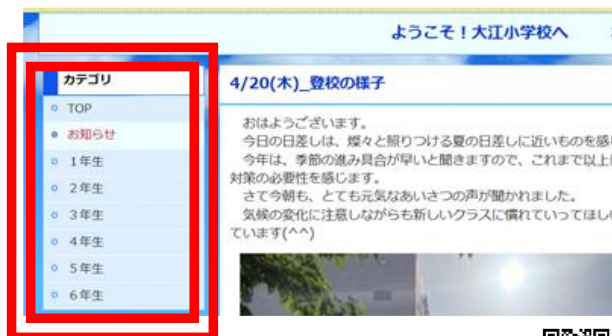 ようこそ！大江小学校へ
カテゴリ
TOP
お知らせ
1年生
2年生
3年生
4年生
5年生
6年生
4/20(木)_登校の様子
おはようございます。
今日の日差しは、燦々と照りつける夏の日差しに近いものを感
今年は、季節の進み具合が早いと聞きますので、これまで以上
対策の必要性を感じます。
さて今朝も、とても元気なあいさつの声が聞かれました。
気候の変化に注意しながらも新しいクラスに慣れていってほし
ています(^^)